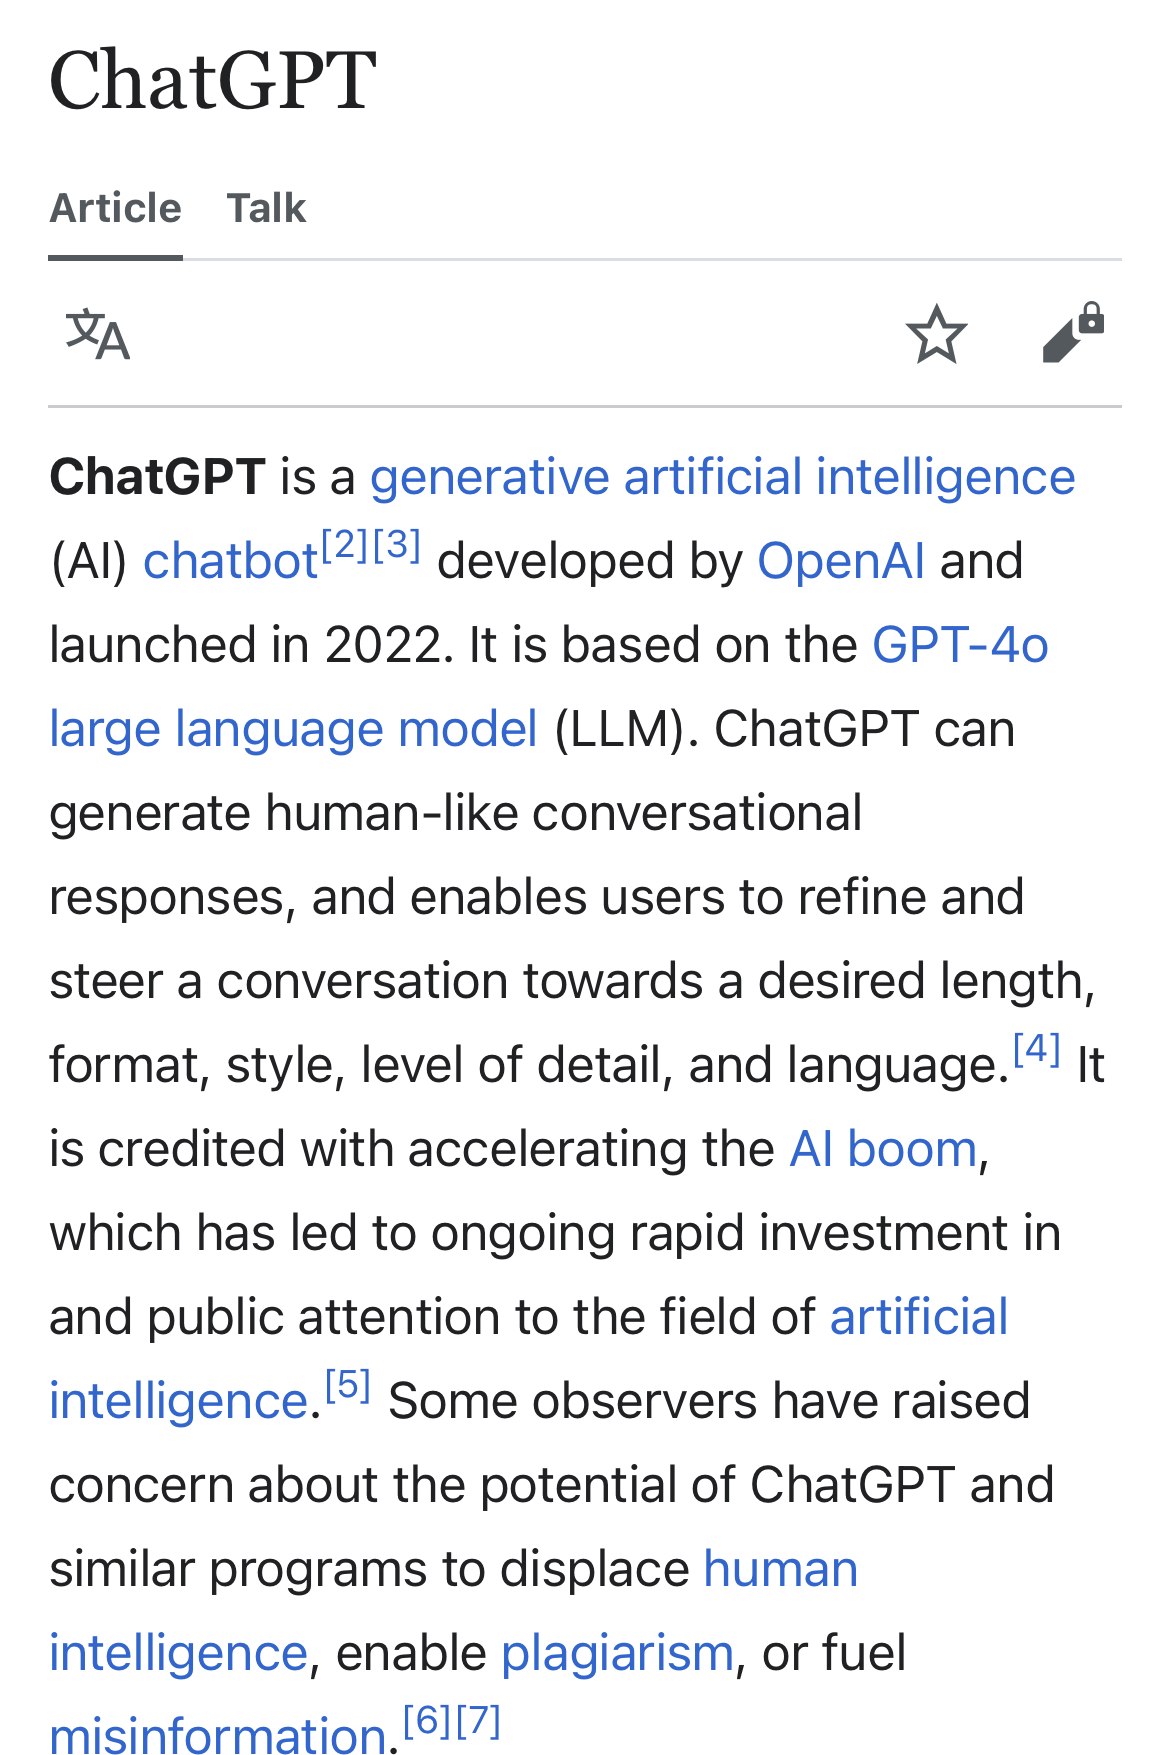 ChatGPT
Article Talk
文A
ChatGPT is a generative artificial intelligence
(AI) chatbot[2][3] developed by OpenAI and
launched in 2022. It is based on the GPT-4o
large language model (LLM). ChatGPT can
generate human-like conversational
responses, and enables users to refine and
steer a conversation towards a desired length,
format, style, level of detail, and language.[4] It
is credited with accelerating the AI boom,
which has led to ongoing rapid investment in
and public attention to the field of artificial
intelligence.[5] Some observers have raised
concern about the potential of ChatGPT and
similar programs to displace human
intelligence, enable plagiarism, or fuel
misinformation.[6][7]